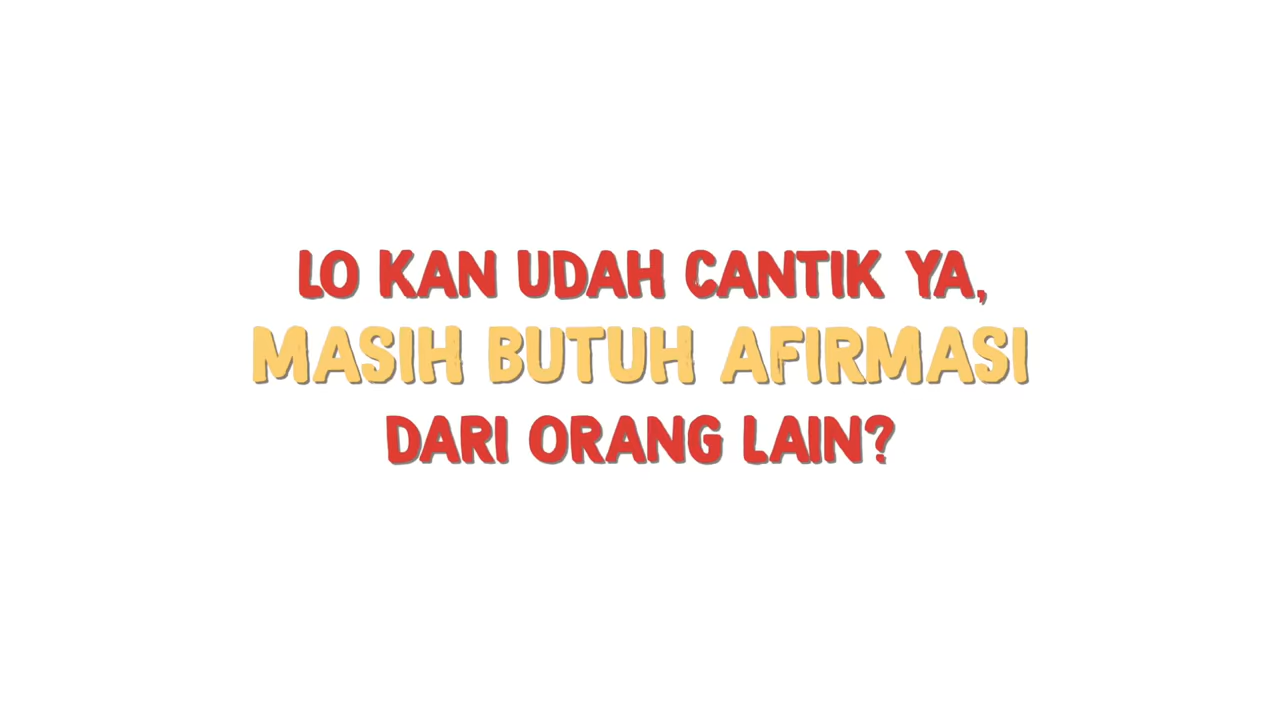 LO KAN UDAH CANTIK YA,
MASIH BUTUH AFIRMASI
DARI ORANG LAIN?